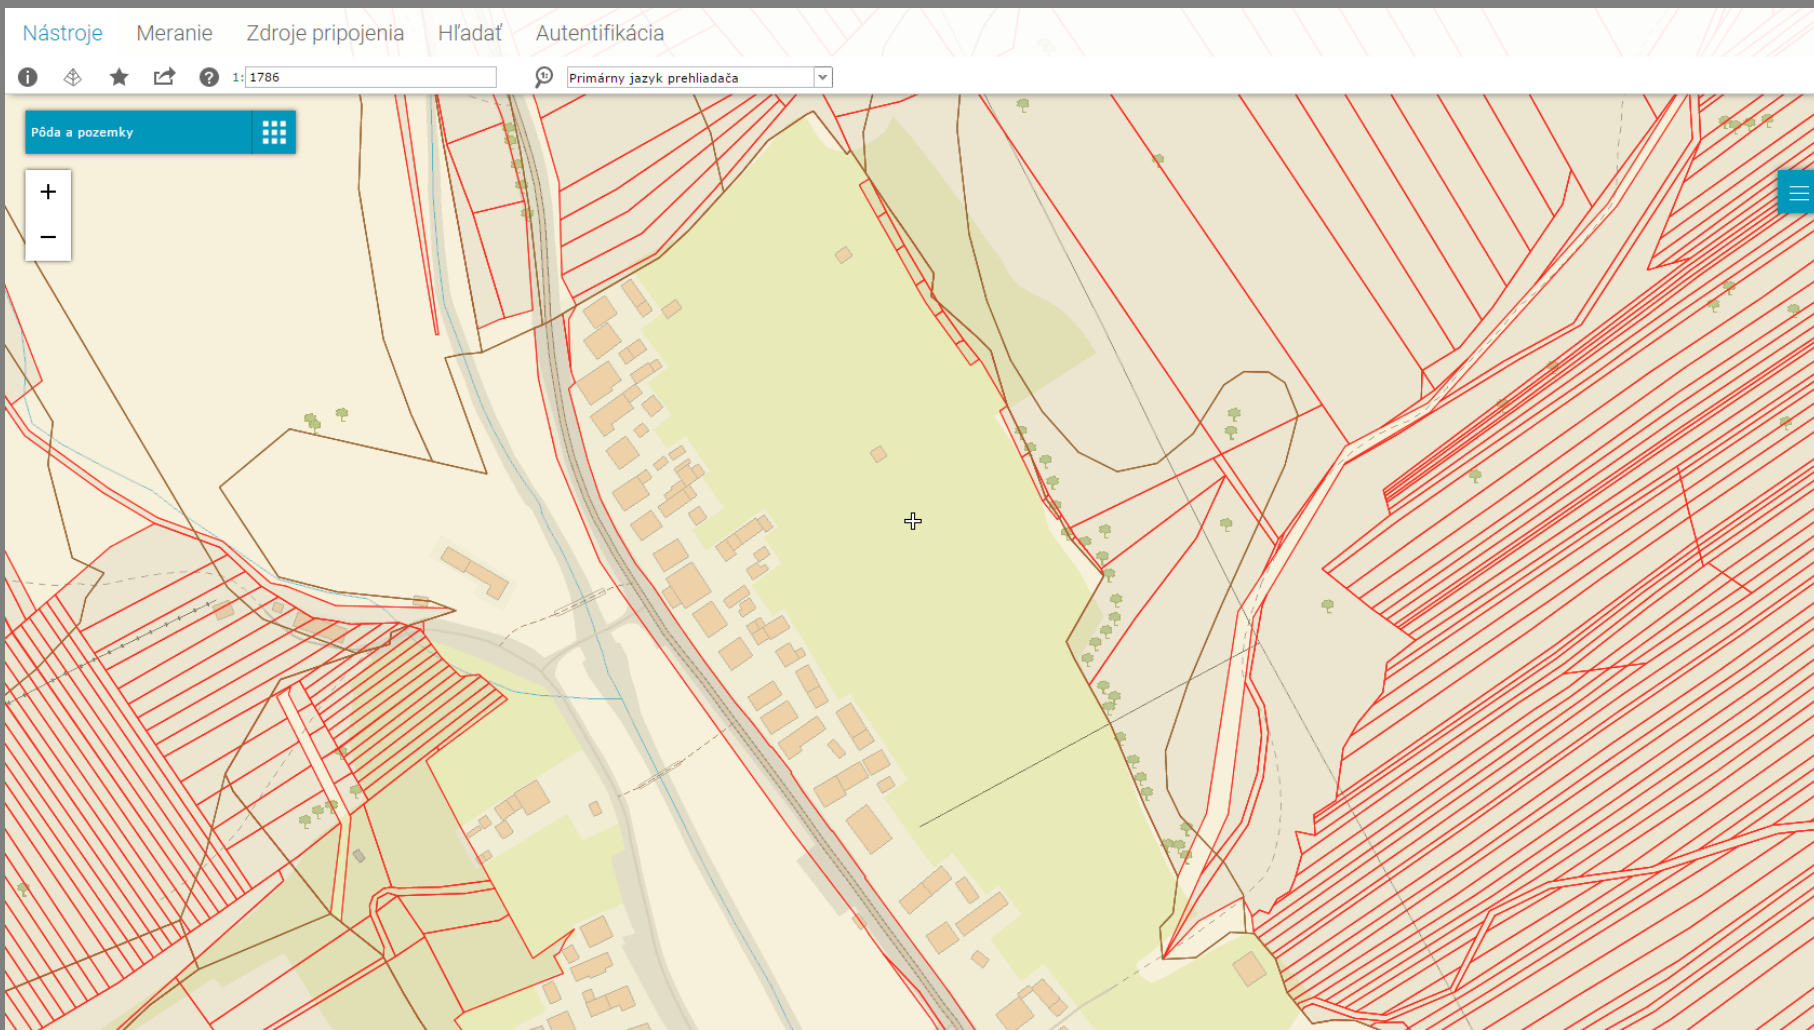 Nástroje Meranie Zdroje pripojenia Hľadať Autentifikácia
1: 1786 Primárny jazyk prehliadača
Pôda a pozemky
+
−